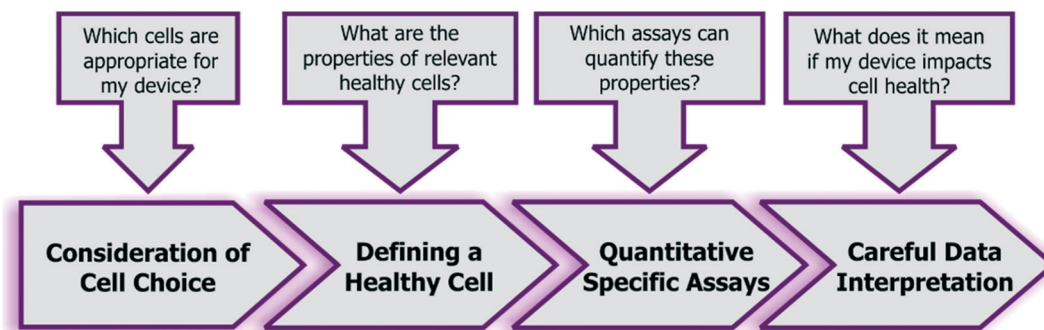 Which cells are
appropriate for
my device?
What are the
properties of relevant
healthy cells?
Which assays can
quantify these
properties?
What does it mean
if my device impacts
cell health?
Consideration of
Cell Choice
Defining a
Healthy Cell
Quantitative
Specific Assays
Careful Data
Interpretation